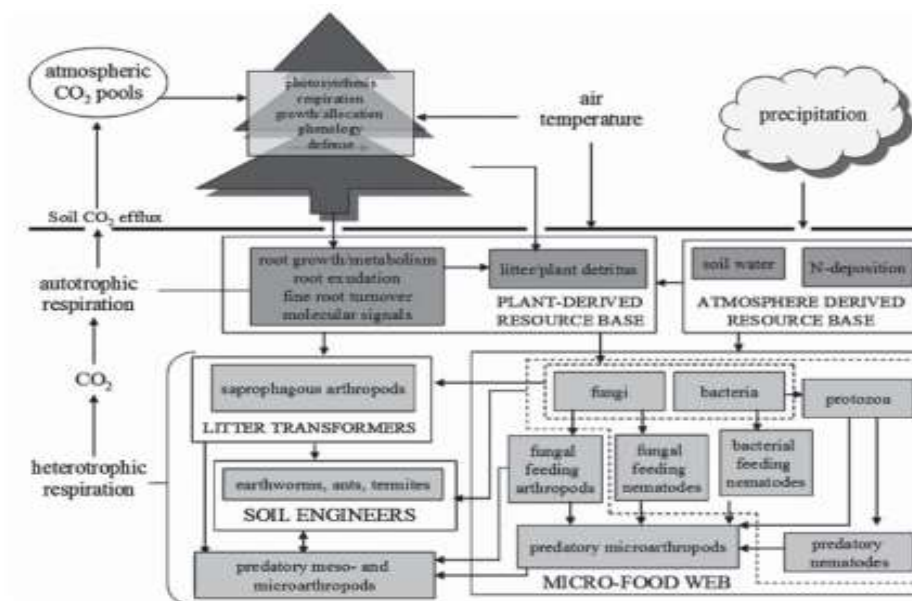 atmospheric
CO₂ pools
photosynthesis
respiration
growth/allocation
phenology
defense ...
air
temperature
precipitation
Soil CO₂ efflux
autotrophic
respiration
CO₂
heterotrophic
respiration
root growth/metabolism
root exudation
fine root turnover
molecular signals
litter/plant detritus
PLANT-DERIVED
RESOURCE BASE
soil water
N-deposition
ATMOSPHERE DERIVED
RESOURCE BASE
saprophagous arthropods
LITTER TRANSFORMERS
earthworms, ants, termites
SOIL ENGINEERS
predatory meso- and
microarthropods
fungi
bacteria
protozoa
fungal
feeding
arthropods
fungal
feeding
nematodes
bacterial
feeding
nematodes
predatory microarthropods
predatory
nematodes
MICRO-FOOD WEB